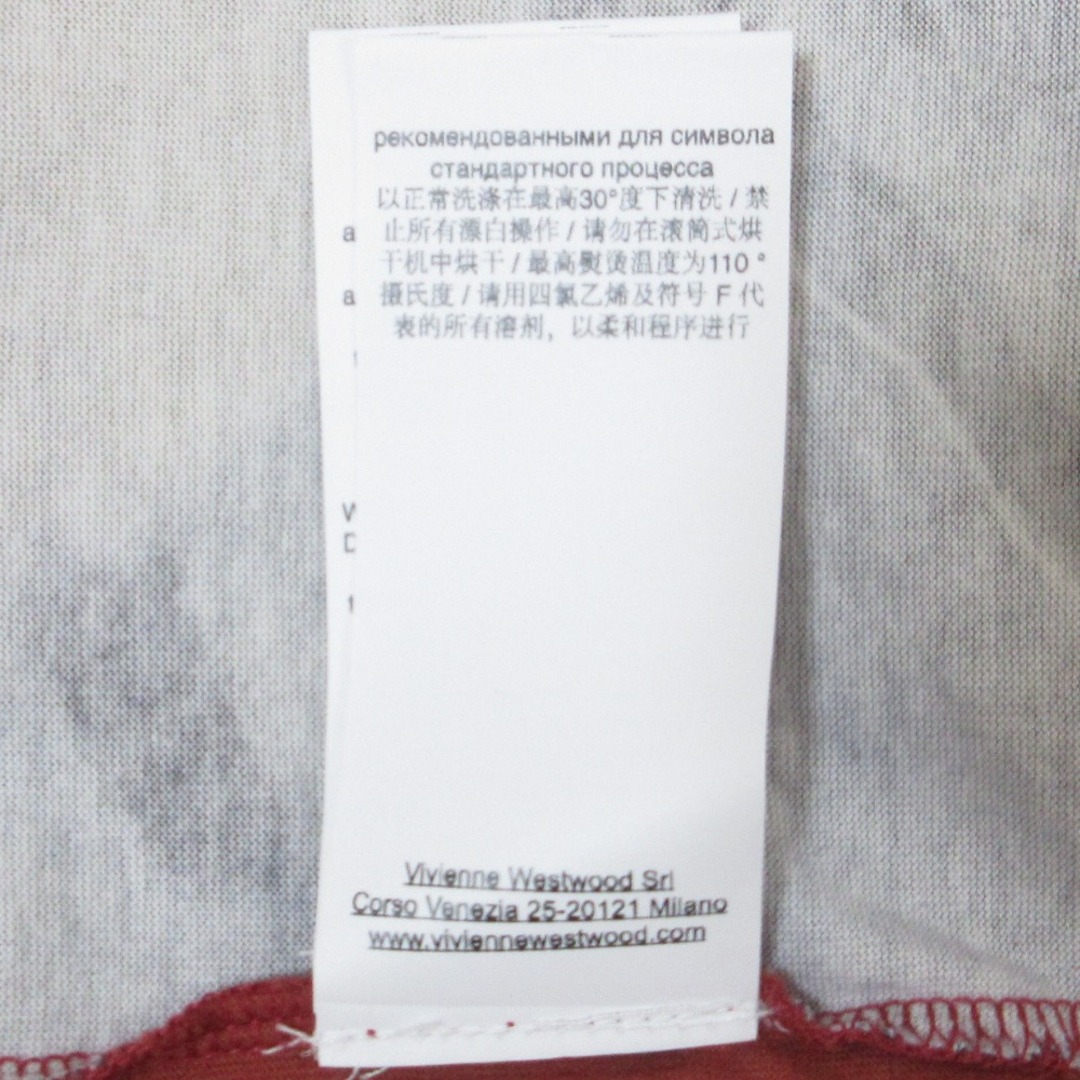 рекомендованными для символа
стандартного процесса
以正常洗涤在最高30°度下清洗 / 禁
止所有漂白操作 / 请勿在滚筒式烘
干机中烘干 / 最高熨烫温度为110 °
摄氏度 / 请用四氯乙烯及符号 F 代
表的所有溶剂，以柔和程序进行
a
a
W
D
Vivienne Westwood Srl
Corso Venezia 25-20121 Milano
www.viviennewestwood.com